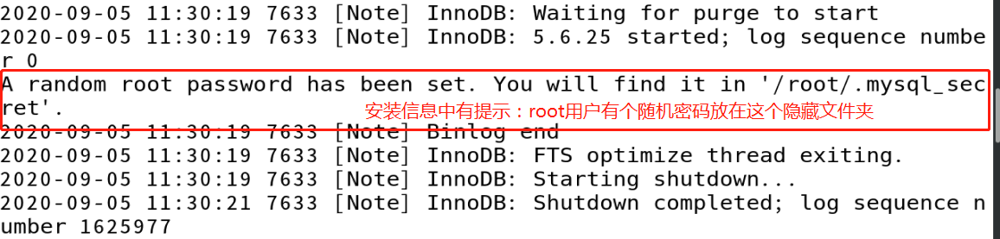 2020-09-05 11:30:19 7633 [Note] InnoDB: Waiting for purge to start
2020-09-05 11:30:19 7633 [Note] InnoDB: 5.6.25 started; log sequence numbe
r 0
A random root password has been set. You will find it in '/root/.mysql_sec
ret'.
安装信息中有提示：root用户有个随机密码放在这个隐藏文件夹
2020-09-05 11:30:19 7633 [Note] Binlog end
2020-09-05 11:30:19 7633 [Note] InnoDB: FTS optimize thread exiting.
2020-09-05 11:30:19 7633 [Note] InnoDB: Starting shutdown...
2020-09-05 11:30:21 7633 [Note] InnoDB: Shutdown completed; log sequence n
umber 1625977